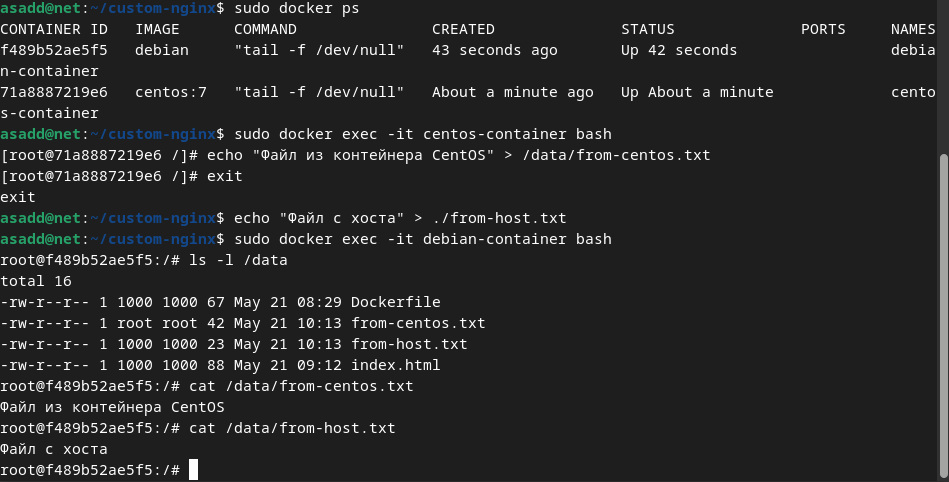 asadd@net:~/custom-nginx$ sudo docker ps
CONTAINER ID   IMAGE      COMMAND               CREATED              STATUS              PORTS     NAMES
f489b52ae5f5   debian     "tail -f /dev/null"   43 seconds ago       Up 42 seconds                 debia
n-container
71a8887219e6   centos:7   "tail -f /dev/null"   About a minute ago   Up About a minute             cento
s-container
asadd@net:~/custom-nginx$ sudo docker exec -it centos-container bash
[root@71a8887219e6 /]# echo "Файл из контейнера CentOS" > /data/from-centos.txt
[root@71a8887219e6 /]# exit
exit
asadd@net:~/custom-nginx$ echo "Файл с хоста" > ./from-host.txt
asadd@net:~/custom-nginx$ sudo docker exec -it debian-container bash
root@f489b52ae5f5:/# ls -l /data
total 16
-rw-r--r-- 1 1000 1000 67 May 21 08:29 Dockerfile
-rw-r--r-- 1 root root 42 May 21 10:13 from-centos.txt
-rw-r--r-- 1 1000 1000 23 May 21 10:13 from-host.txt
-rw-r--r-- 1 1000 1000 88 May 21 09:12 index.html
root@f489b52ae5f5:/# cat /data/from-centos.txt
Файл из контейнера CentOS
root@f489b52ae5f5:/# cat /data/from-host.txt
Файл с хоста
root@f489b52ae5f5:/#